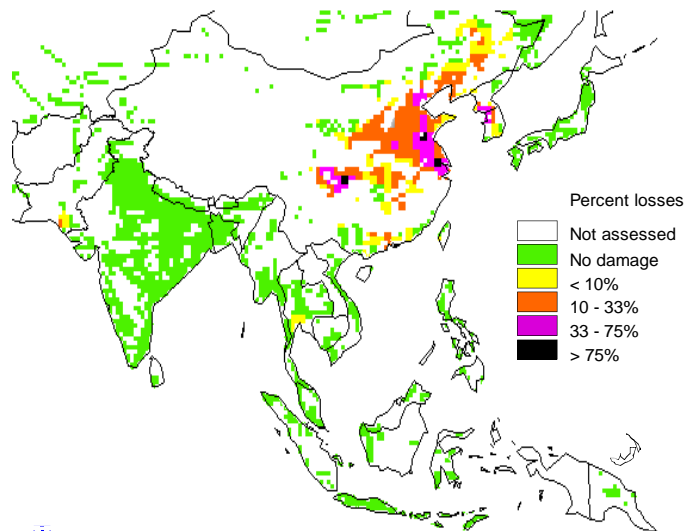 Percent losses
Not assessed
No damage
< 10%
10 - 33%
33 - 75%
> 75%